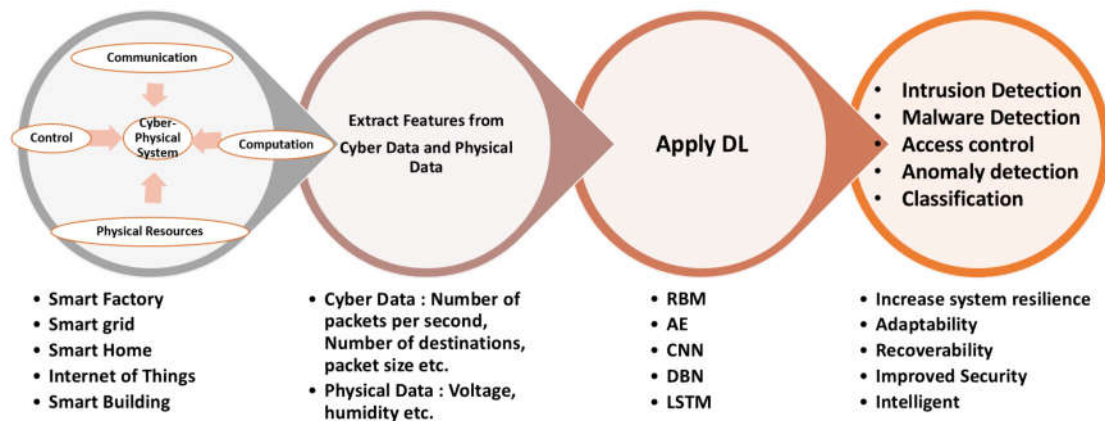 Communication
Control
Cyber-
Physical
System
Computation
Physical Resources
Extract Features from
Cyber Data and Physical
Data
Apply DL
• Intrusion Detection
• Malware Detection
• Access control
• Anomaly detection
• Classification
• Smart Factory
• Smart grid
• Smart Home
• Internet of Things
• Smart Building
• Cyber Data : Number of
packets per second,
Number of destinations,
packet size etc.
• Physical Data : Voltage,
humidity etc.
• RBM
• AE
• CNN
• DBN
• LSTM
• Increase system resilience
• Adaptability
• Recoverability
• Improved Security
• Intelligent